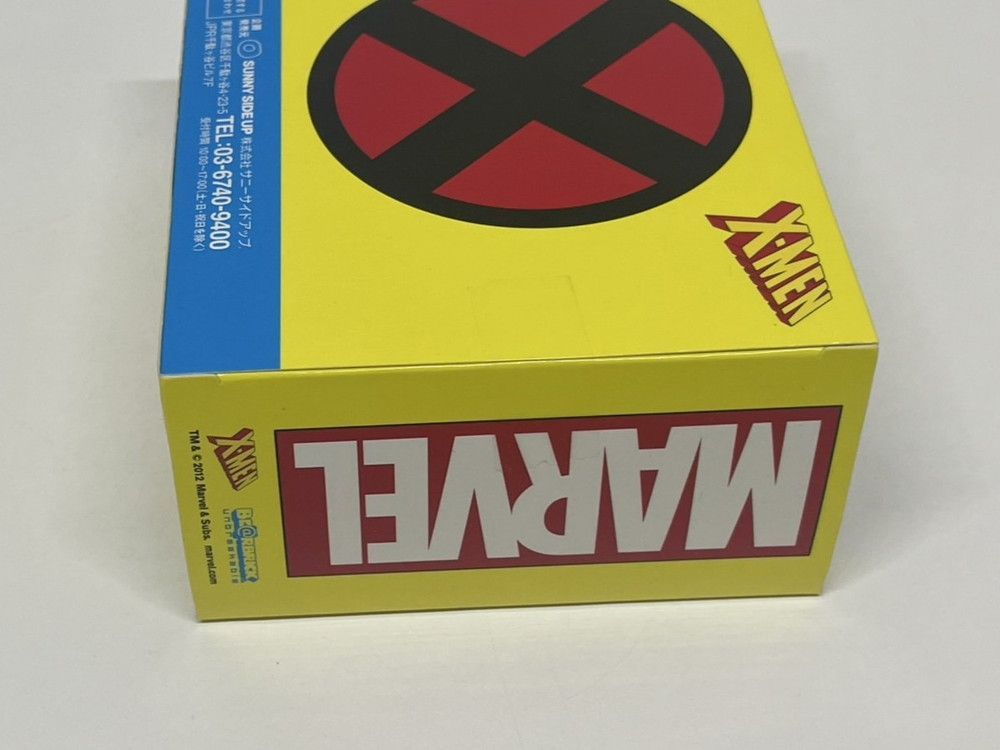 企画
発売元 SUNNY SIDE UP 株式会社サニーサイドアップ
東京都渋谷区千駄ヶ谷4-23-5
JPR千駄ヶ谷ビル7F
TEL:03-6740-9400
受付時間 10:00~17:00(土・日・祝日を除く)
X-MEN
MARVEL
X-MEN
BE@RBRICK
unbreakable
TM & © 2012 Marvel & Subs. marvel.com